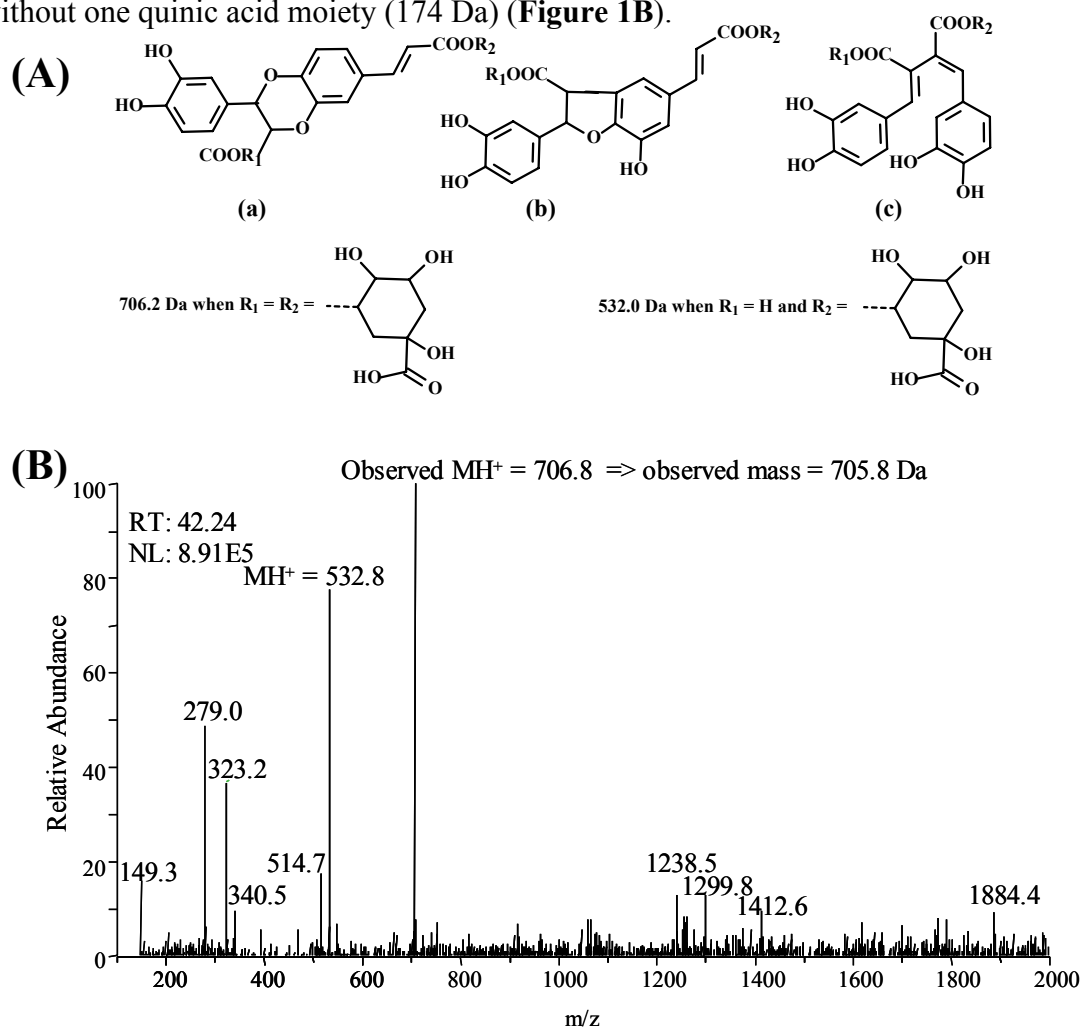 vithout one quinic acid moiety (174 Da) (Figure 1B).
(A)
HO
HO
O
O
COOR₂
COOR₁
(a)
R₁OOC
COOR₂
HO
HO
O
HO
(b)
COOR₂
R₁OOC
HO
HO
HO
OH
(c)
706.2 Da when R₁ = R₂ =
HO
OH
OH
HO
O
532.0 Da when R₁ = H and R₂ =
HO
OH
OH
HO
O
(B)
Observed MH⁺ = 706.8 => observed mass = 705.8 Da
RT: 42.24
NL: 8.91E5
MH⁺ = 532.8
279.0
323.2
149.3
340.5
514.7
1238.5
1299.8
1412.6
1884.4
Relative Abundance
100
80
60
40
20
0
200 400 600 800 1000 1200 1400 1600 1800 2000
m/z